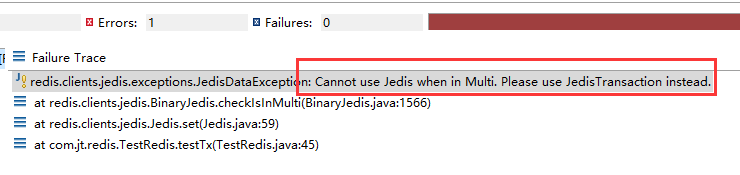 Errors: 1 Failures: 0
Failure Trace
redis.clients.jedis.exceptions.JedisDataException: Cannot use Jedis when in Multi. Please use JedisTransaction instead.
at redis.clients.jedis.BinaryJedis.checkIsInMulti(BinaryJedis.java:1566)
at redis.clients.jedis.Jedis.set(Jedis.java:59)
at com.jt.redis.TestRedis.testTx(TestRedis.java:45)